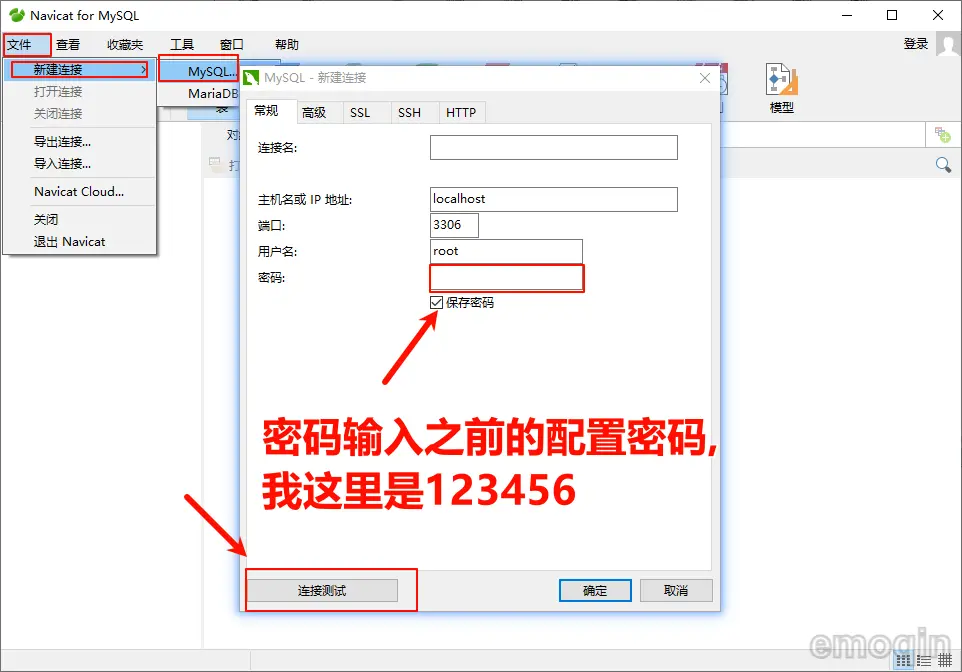 Navicat for MySQL
文件 查看 收藏夹 工具 窗口 帮助 登录
新建连接
打开连接
关闭连接
导出连接...
导入连接...
Navicat Cloud...
关闭
退出 Navicat
MySQL...
MariaDB
表
模型
对
打
MySQL - 新建连接
常规 高级 SSL SSH HTTP
连接名:
主机名或 IP 地址: localhost
端口: 3306
用户名: root
密码:
保存密码
密码输入之前的配置密码,
我这里是123456
连接测试 确定 取消
emogin